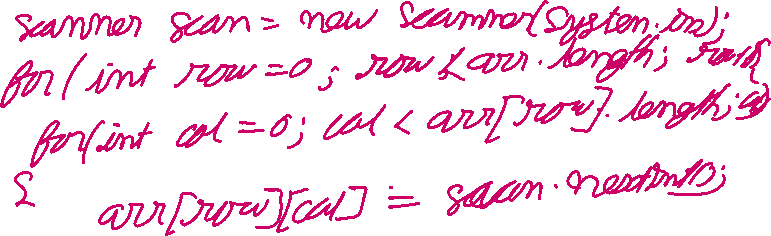 Scanner scan = new Scanner(System.in);
for(int row=0; row<arr.length; row
for(int col=0; col < arr[row].length;
{ arr[row][col] = scan.nextInt();